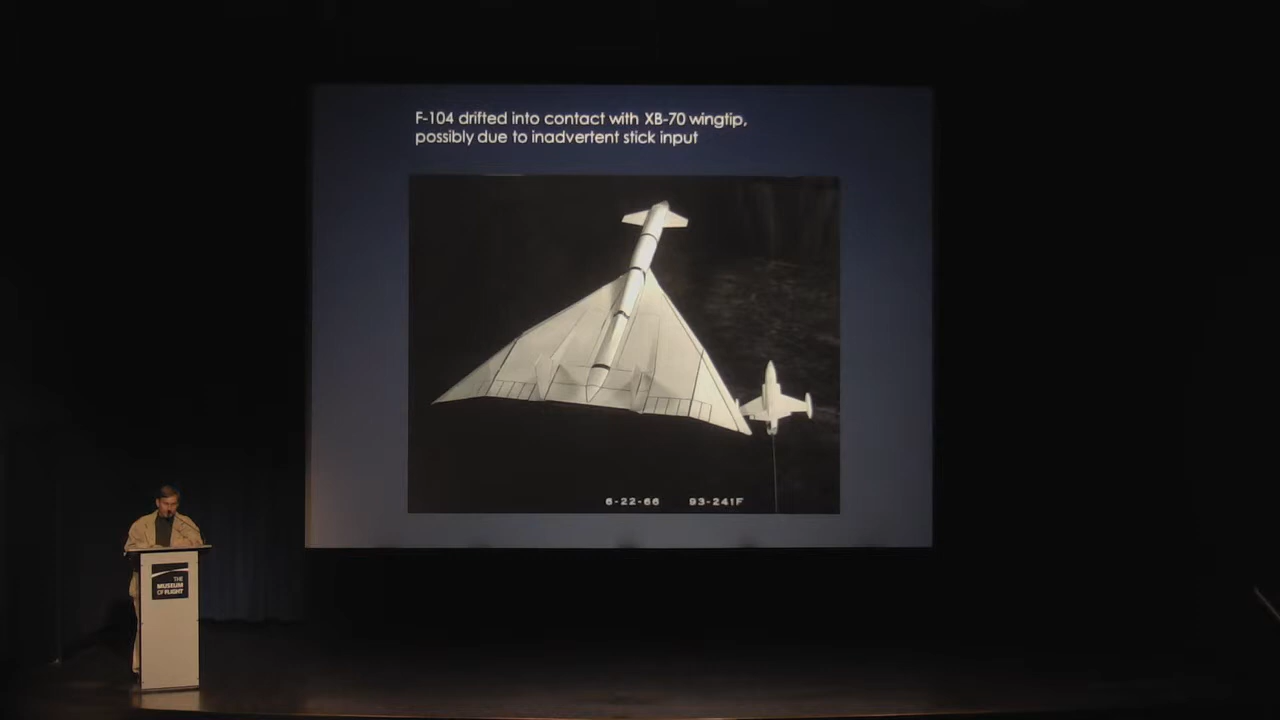 F-104 drifted into contact with XB-70 wingtip,
possibly due to inadvertent stick input
6-22-66 93-241F
THE
MUSEUM
OF FLIGHT